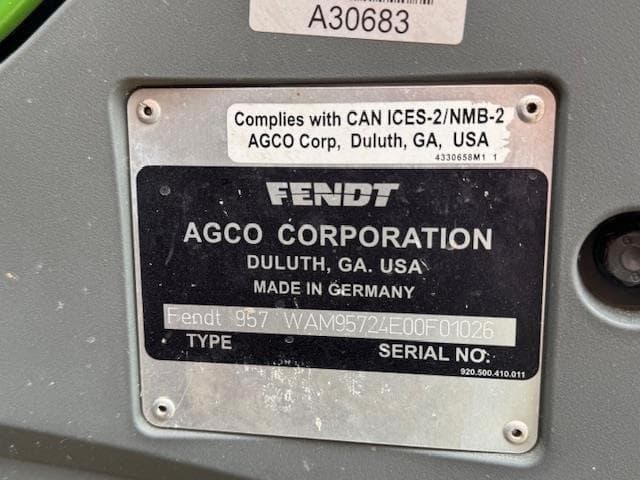 A30683
Complies with CAN ICES-2/NMB-2
AGCO Corp, Duluth, GA, USA
4330658M1 1
FENDT
AGCO CORPORATION
DULUTH, GA. USA
MADE IN GERMANY
Fendt 957 WAM95724E00F01026
TYPE SERIAL NO:
920.500.410.011